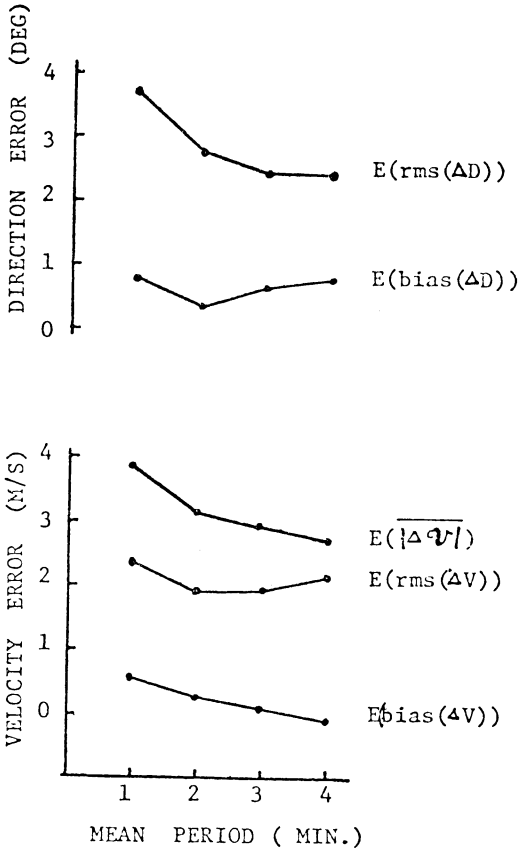 DIRECTION ERROR (DEG)
4
3
2
1
0
E(rms(ΔD))
E(bias(ΔD))
VELOCITY ERROR (M/S)
4
3
2
1
0
E(|Δ𝒱|)
E(rms(ΔV))
E(bias(ΔV))
1 2 3 4
MEAN PERIOD ( MIN.)